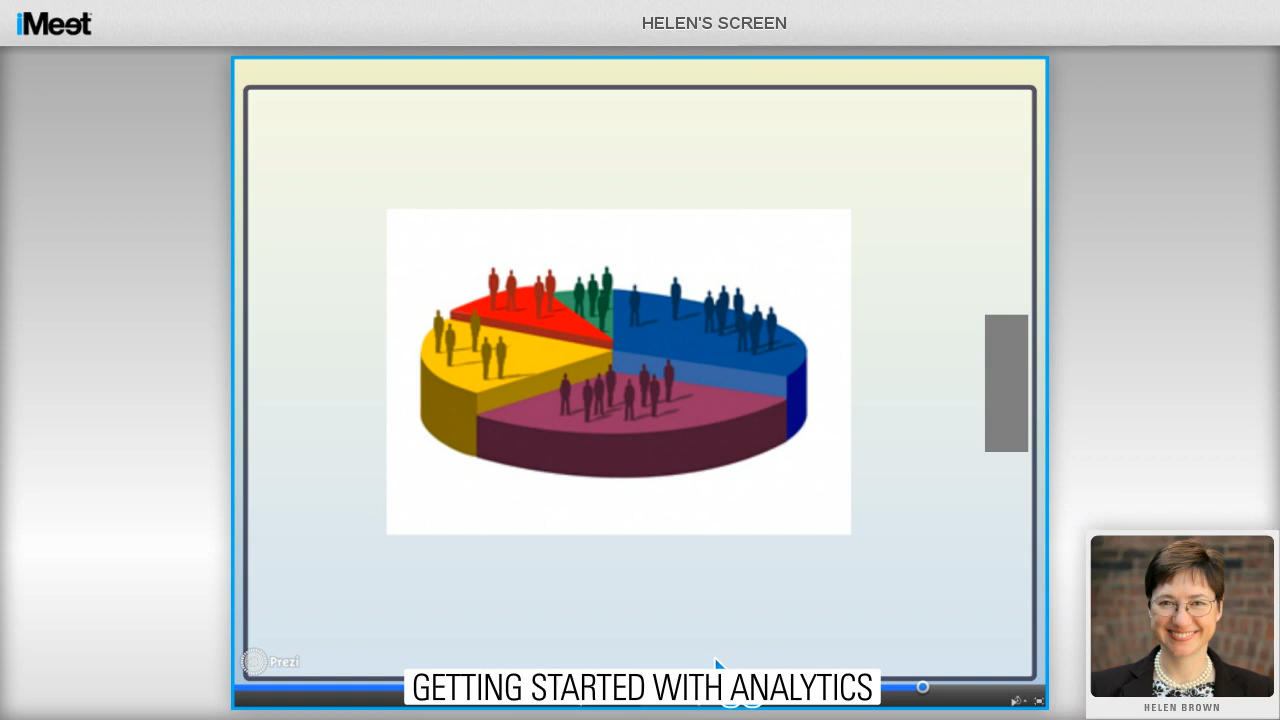 iMeet
HELEN'S SCREEN
Prezi
GETTING STARTED WITH ANALYTICS
HELEN BROWN